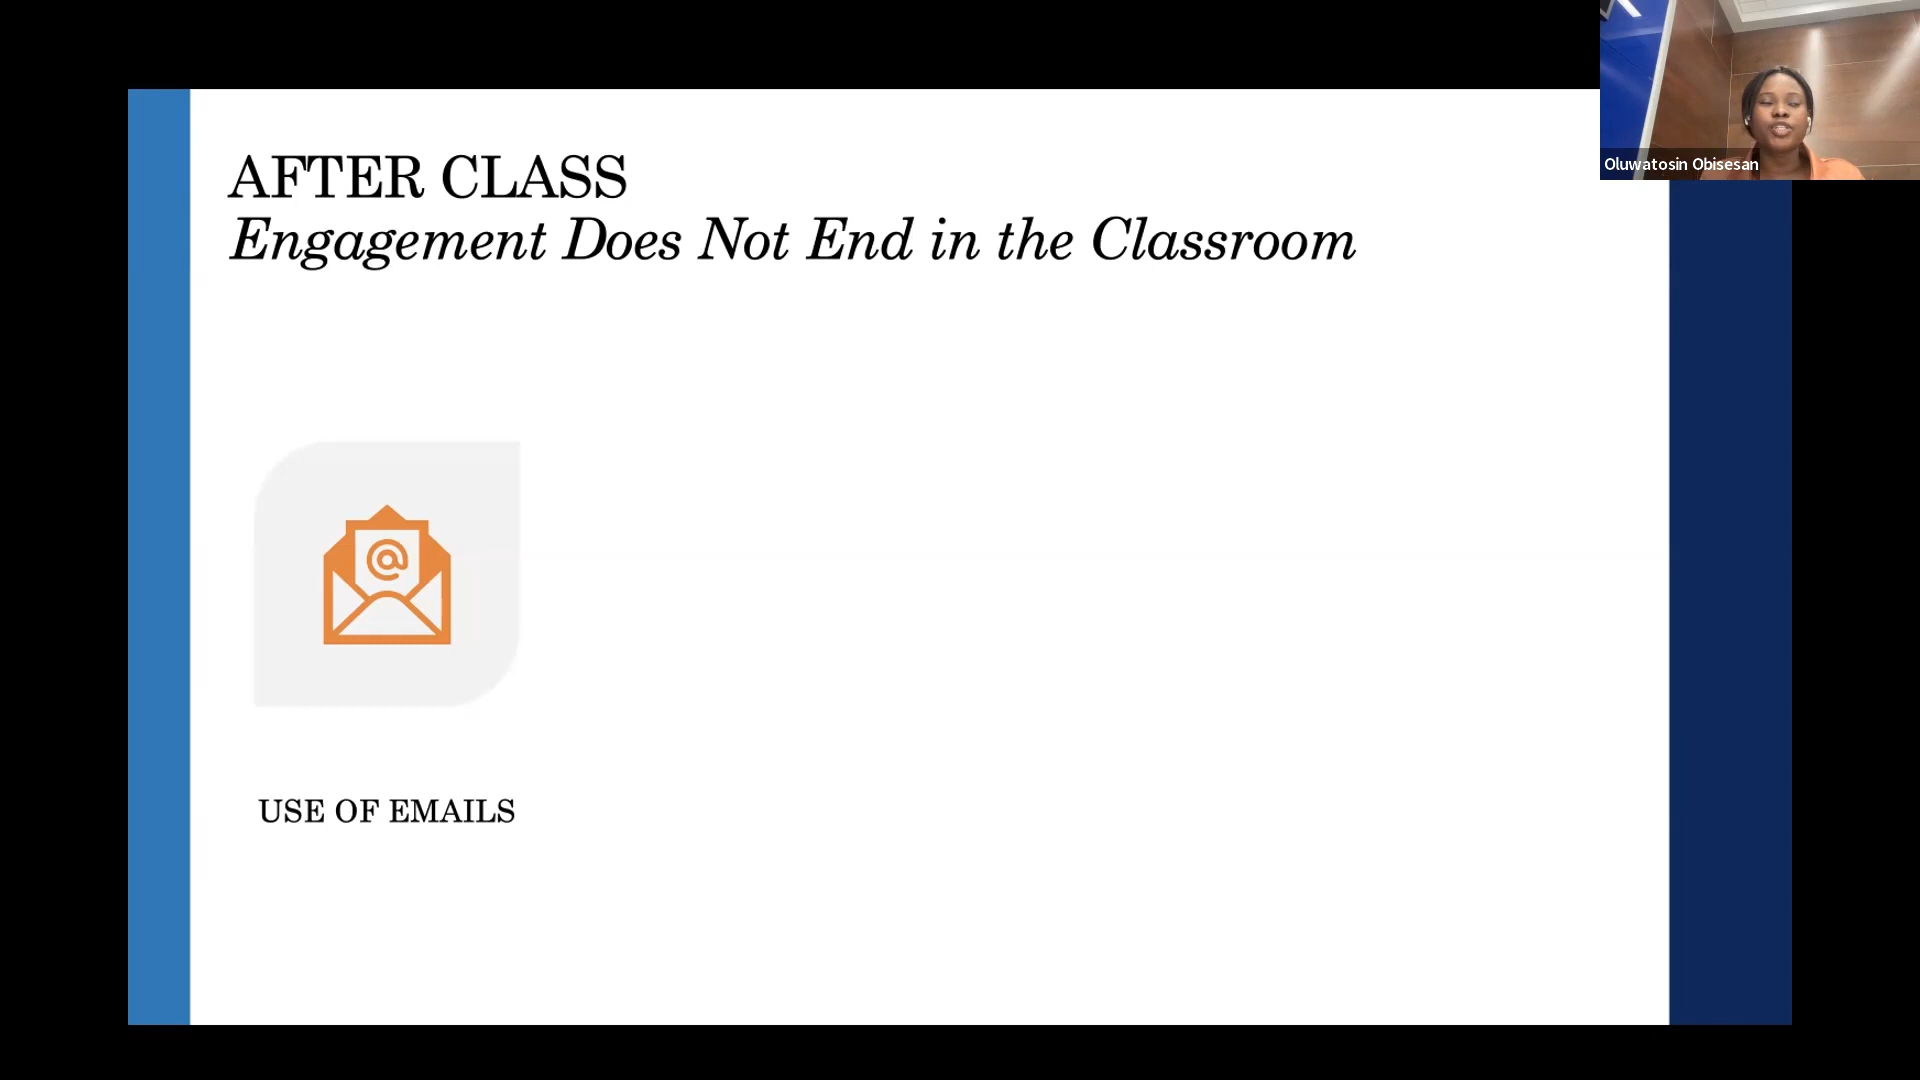 AFTER CLASS
Engagement Does Not End in the Classroom
Oluwatosin Obisesan
@
USE OF EMAILS